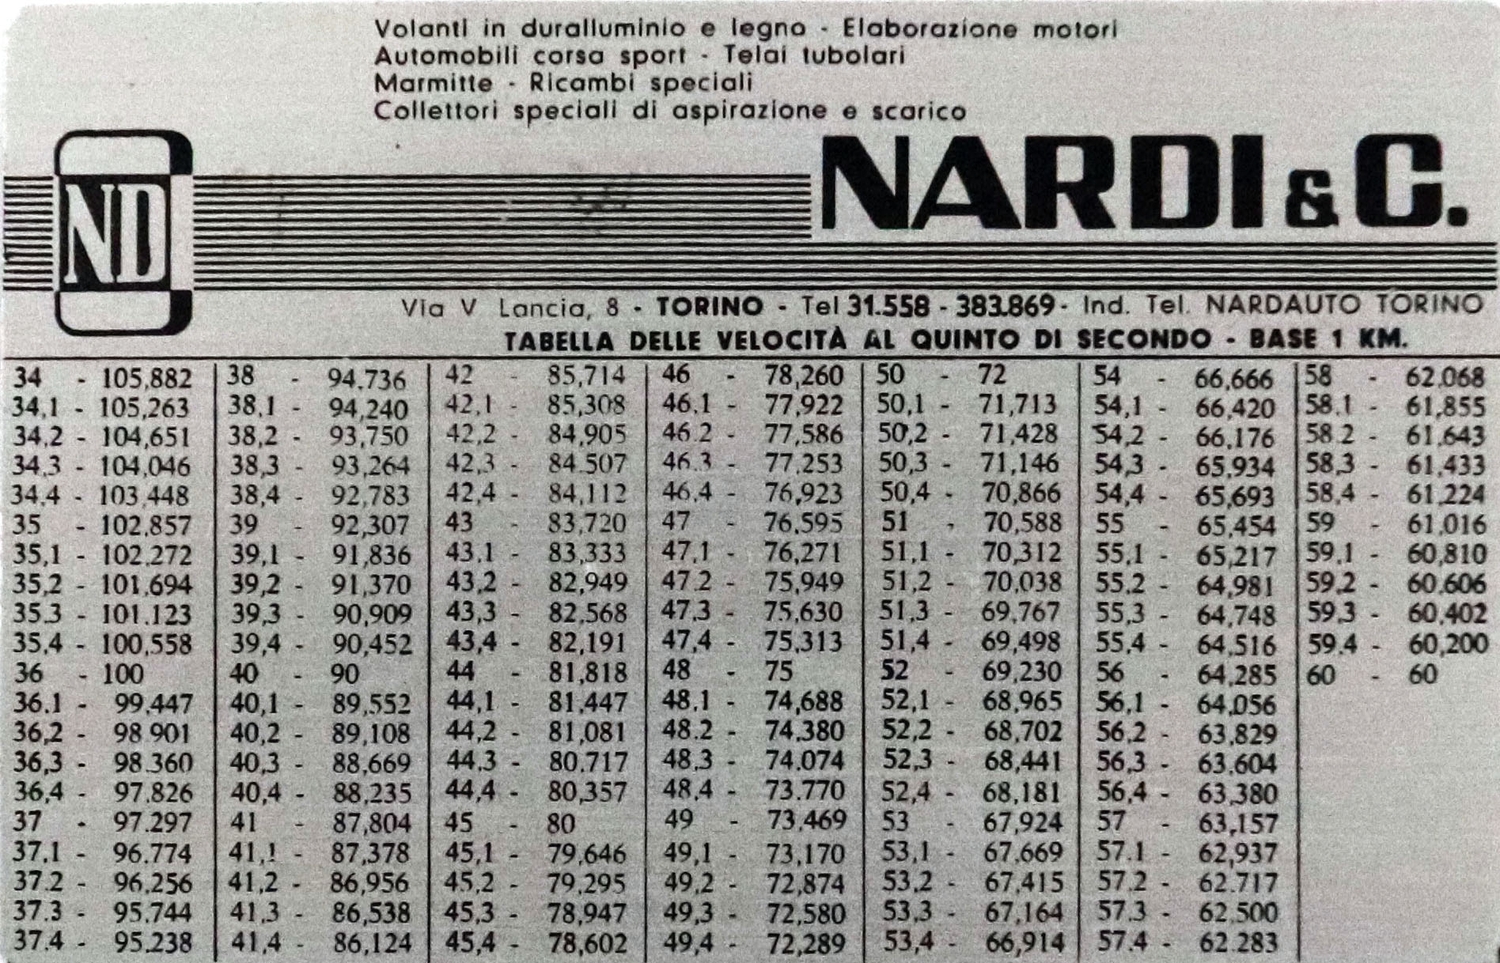 Volanti in duralluminio e legno - Elaborazione motori
Automobili corsa sport - Telai tubolari
Marmitte - Ricambi speciali
Collettori speciali di aspirazione e scarico
ND
NARDI & C.
Via V Lancia, 8 - TORINO - Tel 31.558 - 383.869 - Ind. Tel. NARDAUTO TORINO
TABELLA DELLE VELOCITÀ AL QUINTO DI SECONDO - BASE 1 KM.
34 - 105,882
34,1 - 105,263
34,2 - 104,651
34,3 - 104,046
34,4 - 103,448
35 - 102,857
35,1 - 102,272
35,2 - 101,694
35.3 - 101.123
35,4 - 100,558
36 - 100
36.1 - 99,447
36,2 - 98 901
36,3 - 98.360
36,4 - 97.826
37 - 97.297
37,1 - 96.774
37.2 - 96,256
37.3 - 95,744
37.4 - 95.238
38 - 94.736
38,1 - 94,240
38,2 - 93,750
38,3 - 93,264
38,4 - 92,783
39 - 92,307
39,1 - 91,836
39,2 - 91,370
39,3 - 90,909
39,4 - 90,452
40 - 90
40,1 - 89,552
40,2 - 89,108
40,3 - 88,669
40,4 - 88,235
41 - 87,804
41,1 - 87,378
41,2 - 86,956
41,3 - 86,538
41,4 - 86,124
42 - 85,714
42,1 - 85,308
42,2 - 84,905
42,3 - 84.507
42,4 - 84,112
43 - 83,720
43,1 - 83,333
43,2 - 82,949
43,3 - 82,568
43,4 - 82,191
44 - 81,818
44,1 - 81,447
44,2 - 81,081
44,3 - 80.717
44,4 - 80,357
45 - 80
45,1 - 79,646
45,2 - 79,295
45,3 - 78,947
45,4 - 78,602
46 - 78,260
46.1 - 77,922
46.2 - 77,586
46.3 - 77,253
46,4 - 76,923
47 - 76,595
47,1 - 76,271
47.2 - 75,949
47.3 - 75,630
47,4 - 75,313
48 - 75
48.1 - 74,688
48.2 - 74,380
48.3 - 74,074
48,4 - 73.770
49 - 73,469
49,1 - 73,170
49,2 - 72,874
49,3 - 72,580
49,4 - 72,289
50 - 72
50,1 - 71,713
50,2 - 71,428
50,3 - 71,146
50,4 - 70,866
51 - 70,588
51,1 - 70,312
51,2 - 70,038
51,3 - 69,767
51,4 - 69,498
52 - 69,230
52,1 - 68,965
52,2 - 68,702
52,3 - 68,441
52,4 - 68,181
53 - 67,924
53,1 - 67,669
53,2 - 67,415
53,3 - 67,164
53,4 - 66,914
54 - 66,666
54,1 - 66,420
54,2 - 66,176
54,3 - 65,934
54,4 - 65,693
55 - 65,454
55,1 - 65,217
55,2 - 64,981
55,3 - 64,748
55,4 - 64,516
56 - 64,285
56,1 - 64,056
56,2 - 63,829
56,3 - 63.604
56,4 - 63,380
57 - 63,157
57.1 - 62,937
57.2 - 62.717
57.3 - 62.500
57.4 - 62.283
58 - 62.068
58.1 - 61,855
58.2 - 61,643
58,3 - 61,433
58,4 - 61,224
59 - 61,016
59.1 - 60,810
59.2 - 60.606
59.3 - 60,402
59.4 - 60,200
60 - 60